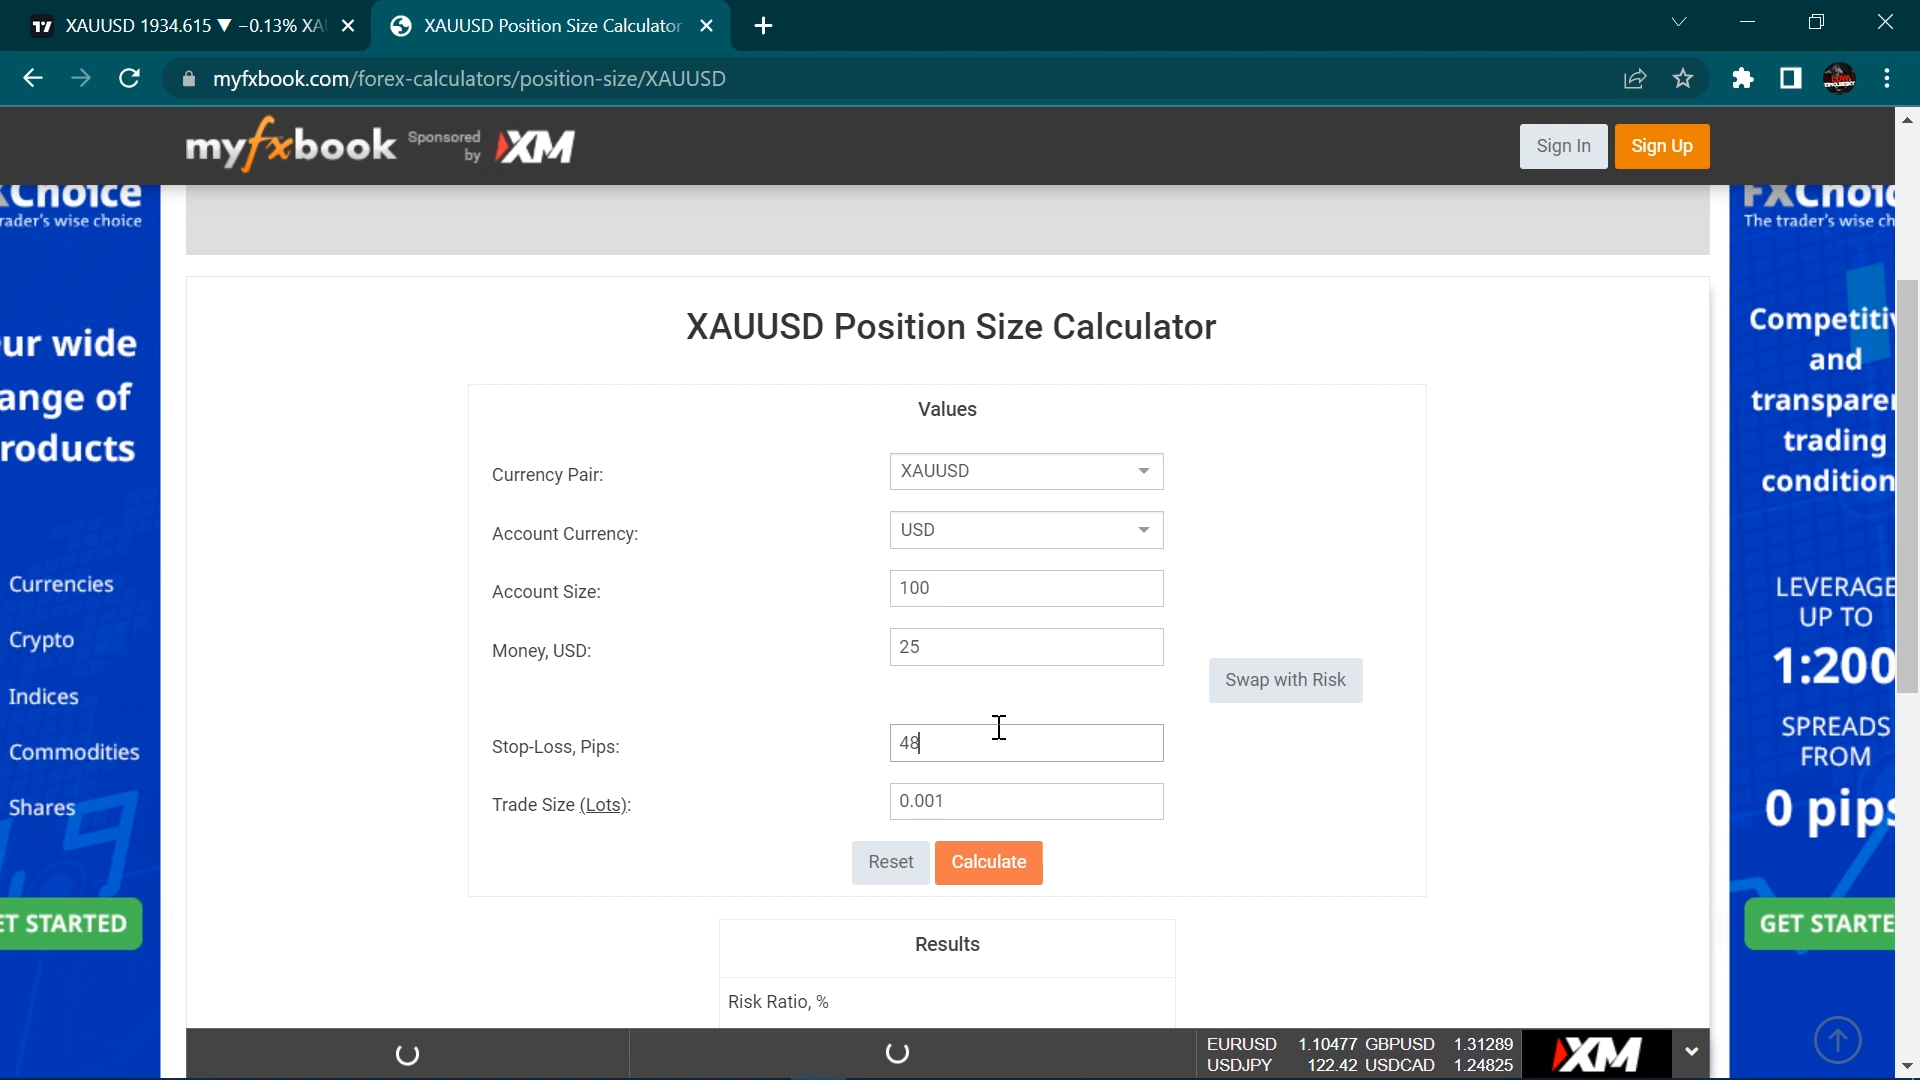 XAUUSD 1934.615 ▼ −0.13% XAU
XAUUSD Position Size Calculator
myfxbook.com/forex-calculators/position-size/XAUUSD
myfxbook Sponsored by XM
Sign In
Sign Up
rader's wise choice
ur wide
ange of
roducts
Currencies
Crypto
Indices
Commodities
Shares
ET STARTED
XAUUSD Position Size Calculator
Values
Currency Pair:
XAUUSD
Account Currency:
USD
Account Size:
100
Money, USD:
25
Swap with Risk
Stop-Loss, Pips:
48
Trade Size (Lots):
0.001
Reset
Calculate
Results
Risk Ratio, %
FXChoic
The trader's wise ch
Competiti
and
transparen
trading
condition
LEVERAGE
UP TO
1:200
SPREADS
FROM
0 pips
GET STARTE
EURUSD 1.10477 GBPUSD 1.31289
USDJPY 122.42 USDCAD 1.24825
XM